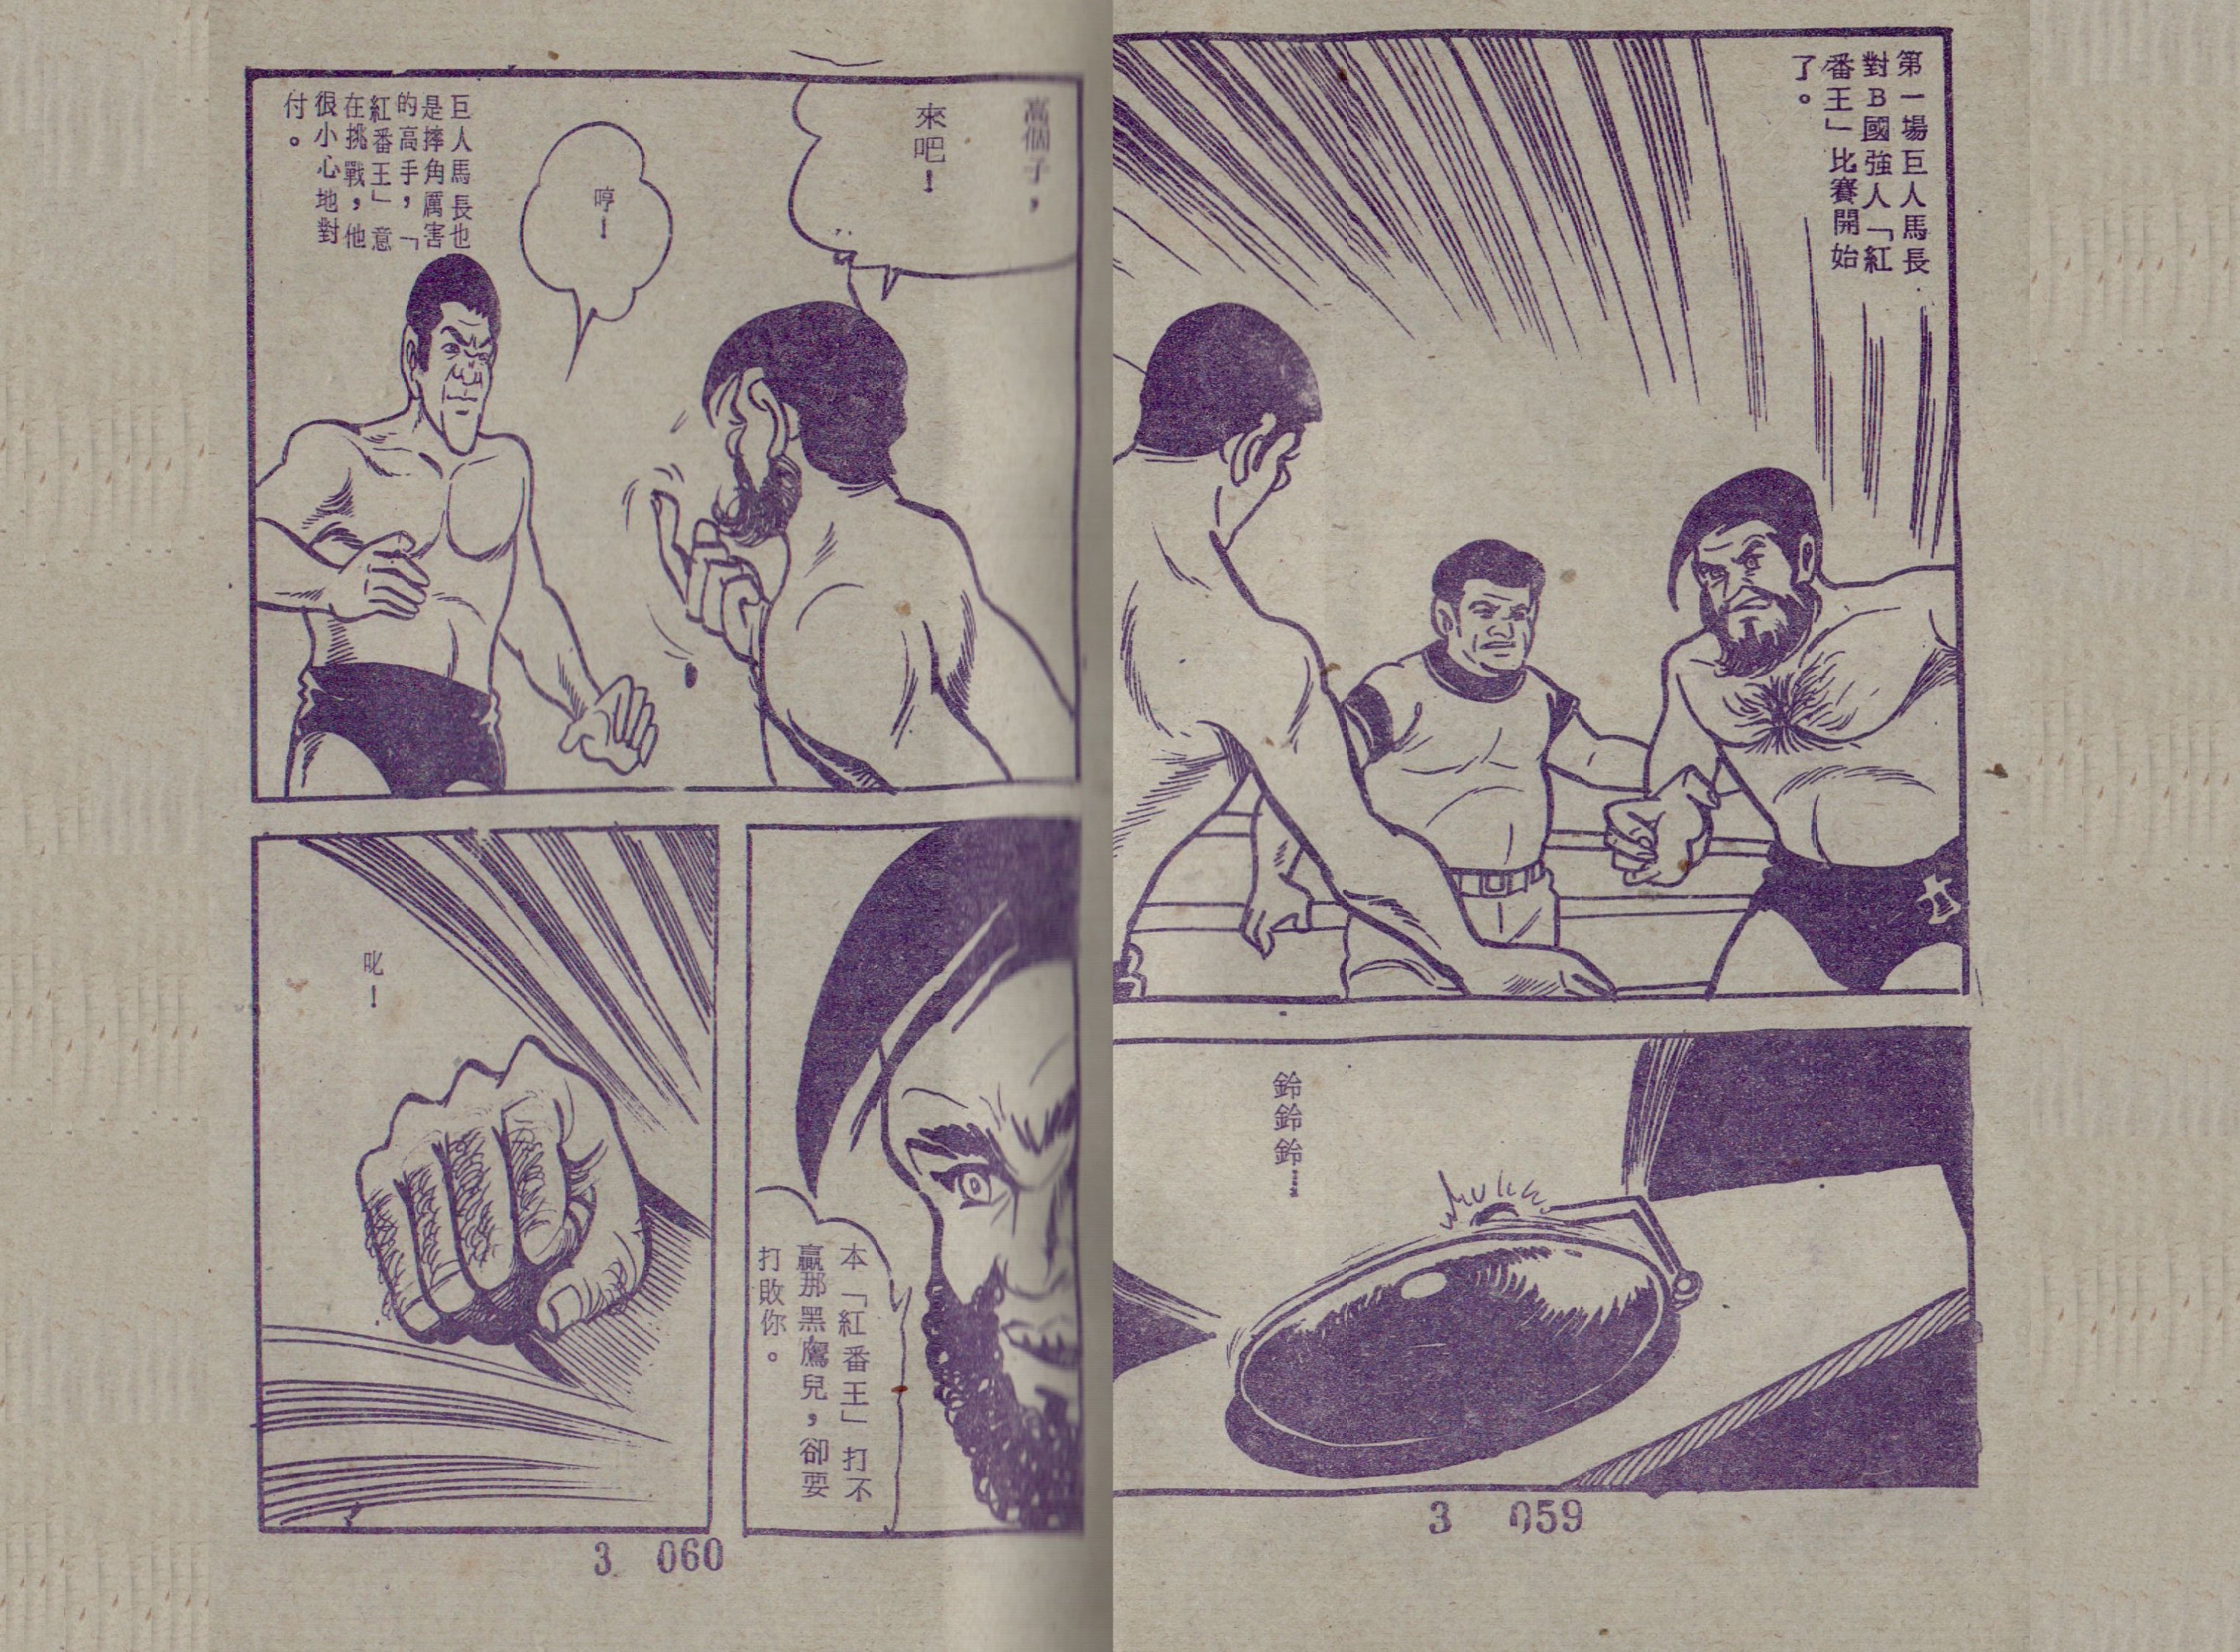 第一場巨人馬長
對B國強人「紅
番王」比賽開始
了。
鈴鈴鈴……
3 059
高個子，
來吧！
哼！
巨人馬長也
是摔角厲害
的高手，「
紅番王」意
在挑戰，他
很小心地對
付。
本「紅番王」打不
贏那黑鷹兒，卻要
打敗你。
叱！
3 060